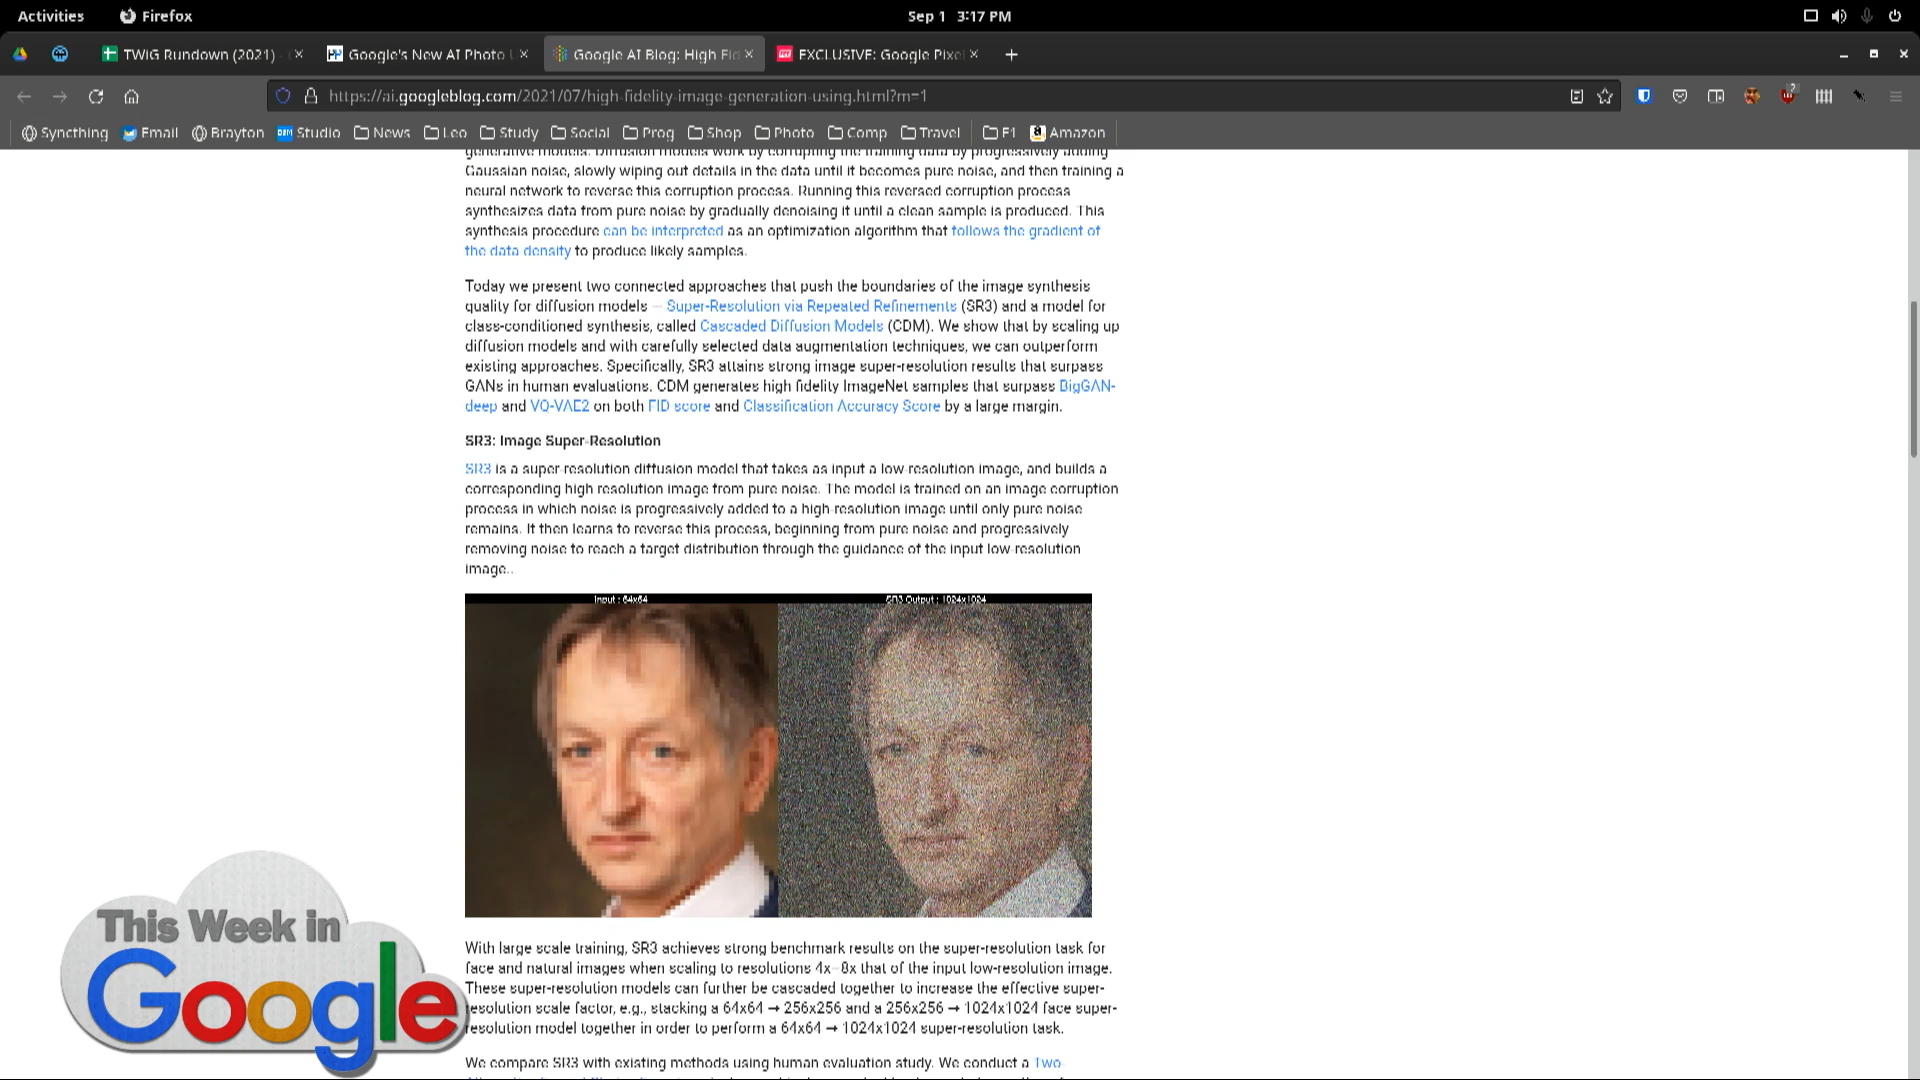 Activities
Firefox
Sep 1 3:17 PM
TWiG Rundown (2021)
Google's New AI Photo
Google AI Blog: High Fid
EXCLUSIVE: Google Pixel
https://ai.googleblog.com/2021/07/high-fidelity-image-generation-using.html?m=1
Syncthing Email Brayton Studio News Leo Study Social Prog Shop Photo Comp Travel F1 Amazon
generative models. Diffusion models work by corrupting the training data by progressively adding
Gaussian noise, slowly wiping out details in the data until it becomes pure noise, and then training a
neural network to reverse this corruption process. Running this reversed corruption process
synthesizes data from pure noise by gradually denoising it until a clean sample is produced. This
synthesis procedure can be interpreted as an optimization algorithm that follows the gradient of
the data density to produce likely samples.
Today we present two connected approaches that push the boundaries of the image synthesis
quality for diffusion models — Super-Resolution via Repeated Refinements (SR3) and a model for
class-conditioned synthesis, called Cascaded Diffusion Models (CDM). We show that by scaling up
diffusion models and with carefully selected data augmentation techniques, we can outperform
existing approaches. Specifically, SR3 attains strong image super-resolution results that surpass
GANs in human evaluations. CDM generates high fidelity ImageNet samples that surpass BigGAN-
deep and VQ-VAE2 on both FID score and Classification Accuracy Score by a large margin.
SR3: Image Super-Resolution
SR3 is a super-resolution diffusion model that takes as input a low-resolution image, and builds a
corresponding high resolution image from pure noise. The model is trained on an image corruption
process in which noise is progressively added to a high-resolution image until only pure noise
remains. It then learns to reverse this process, beginning from pure noise and progressively
removing noise to reach a target distribution through the guidance of the input low-resolution
image..
Input : 64x64
SR3 Output : 1024x1024
With large scale training, SR3 achieves strong benchmark results on the super-resolution task for
face and natural images when scaling to resolutions 4x–8x that of the input low-resolution image.
These super-resolution models can further be cascaded together to increase the effective super-
resolution scale factor, e.g., stacking a 64x64 → 256x256 and a 256x256 → 1024x1024 face super-
resolution model together in order to perform a 64x64 → 1024x1024 super-resolution task.
We compare SR3 with existing methods using human evaluation study. We conduct a Two-
This Week in
Google